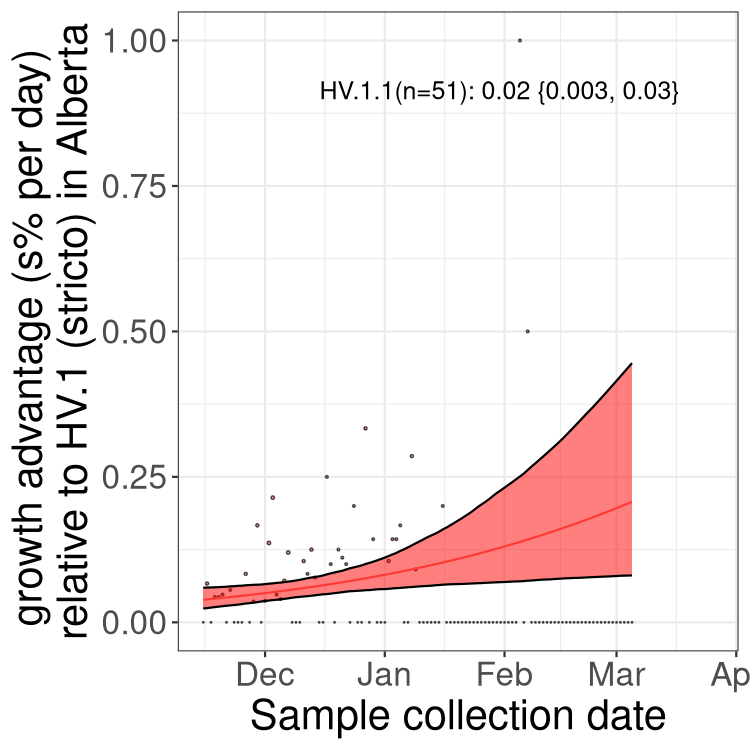 growth advantage (s% per day)
relative to HV.1 (stricto) in Alberta
1.00
HV.1.1(n=51): 0.02 {0.003, 0.03}
0.75
0.50
0.25
0.00
Dec Jan Feb Mar Ap
Sample collection date